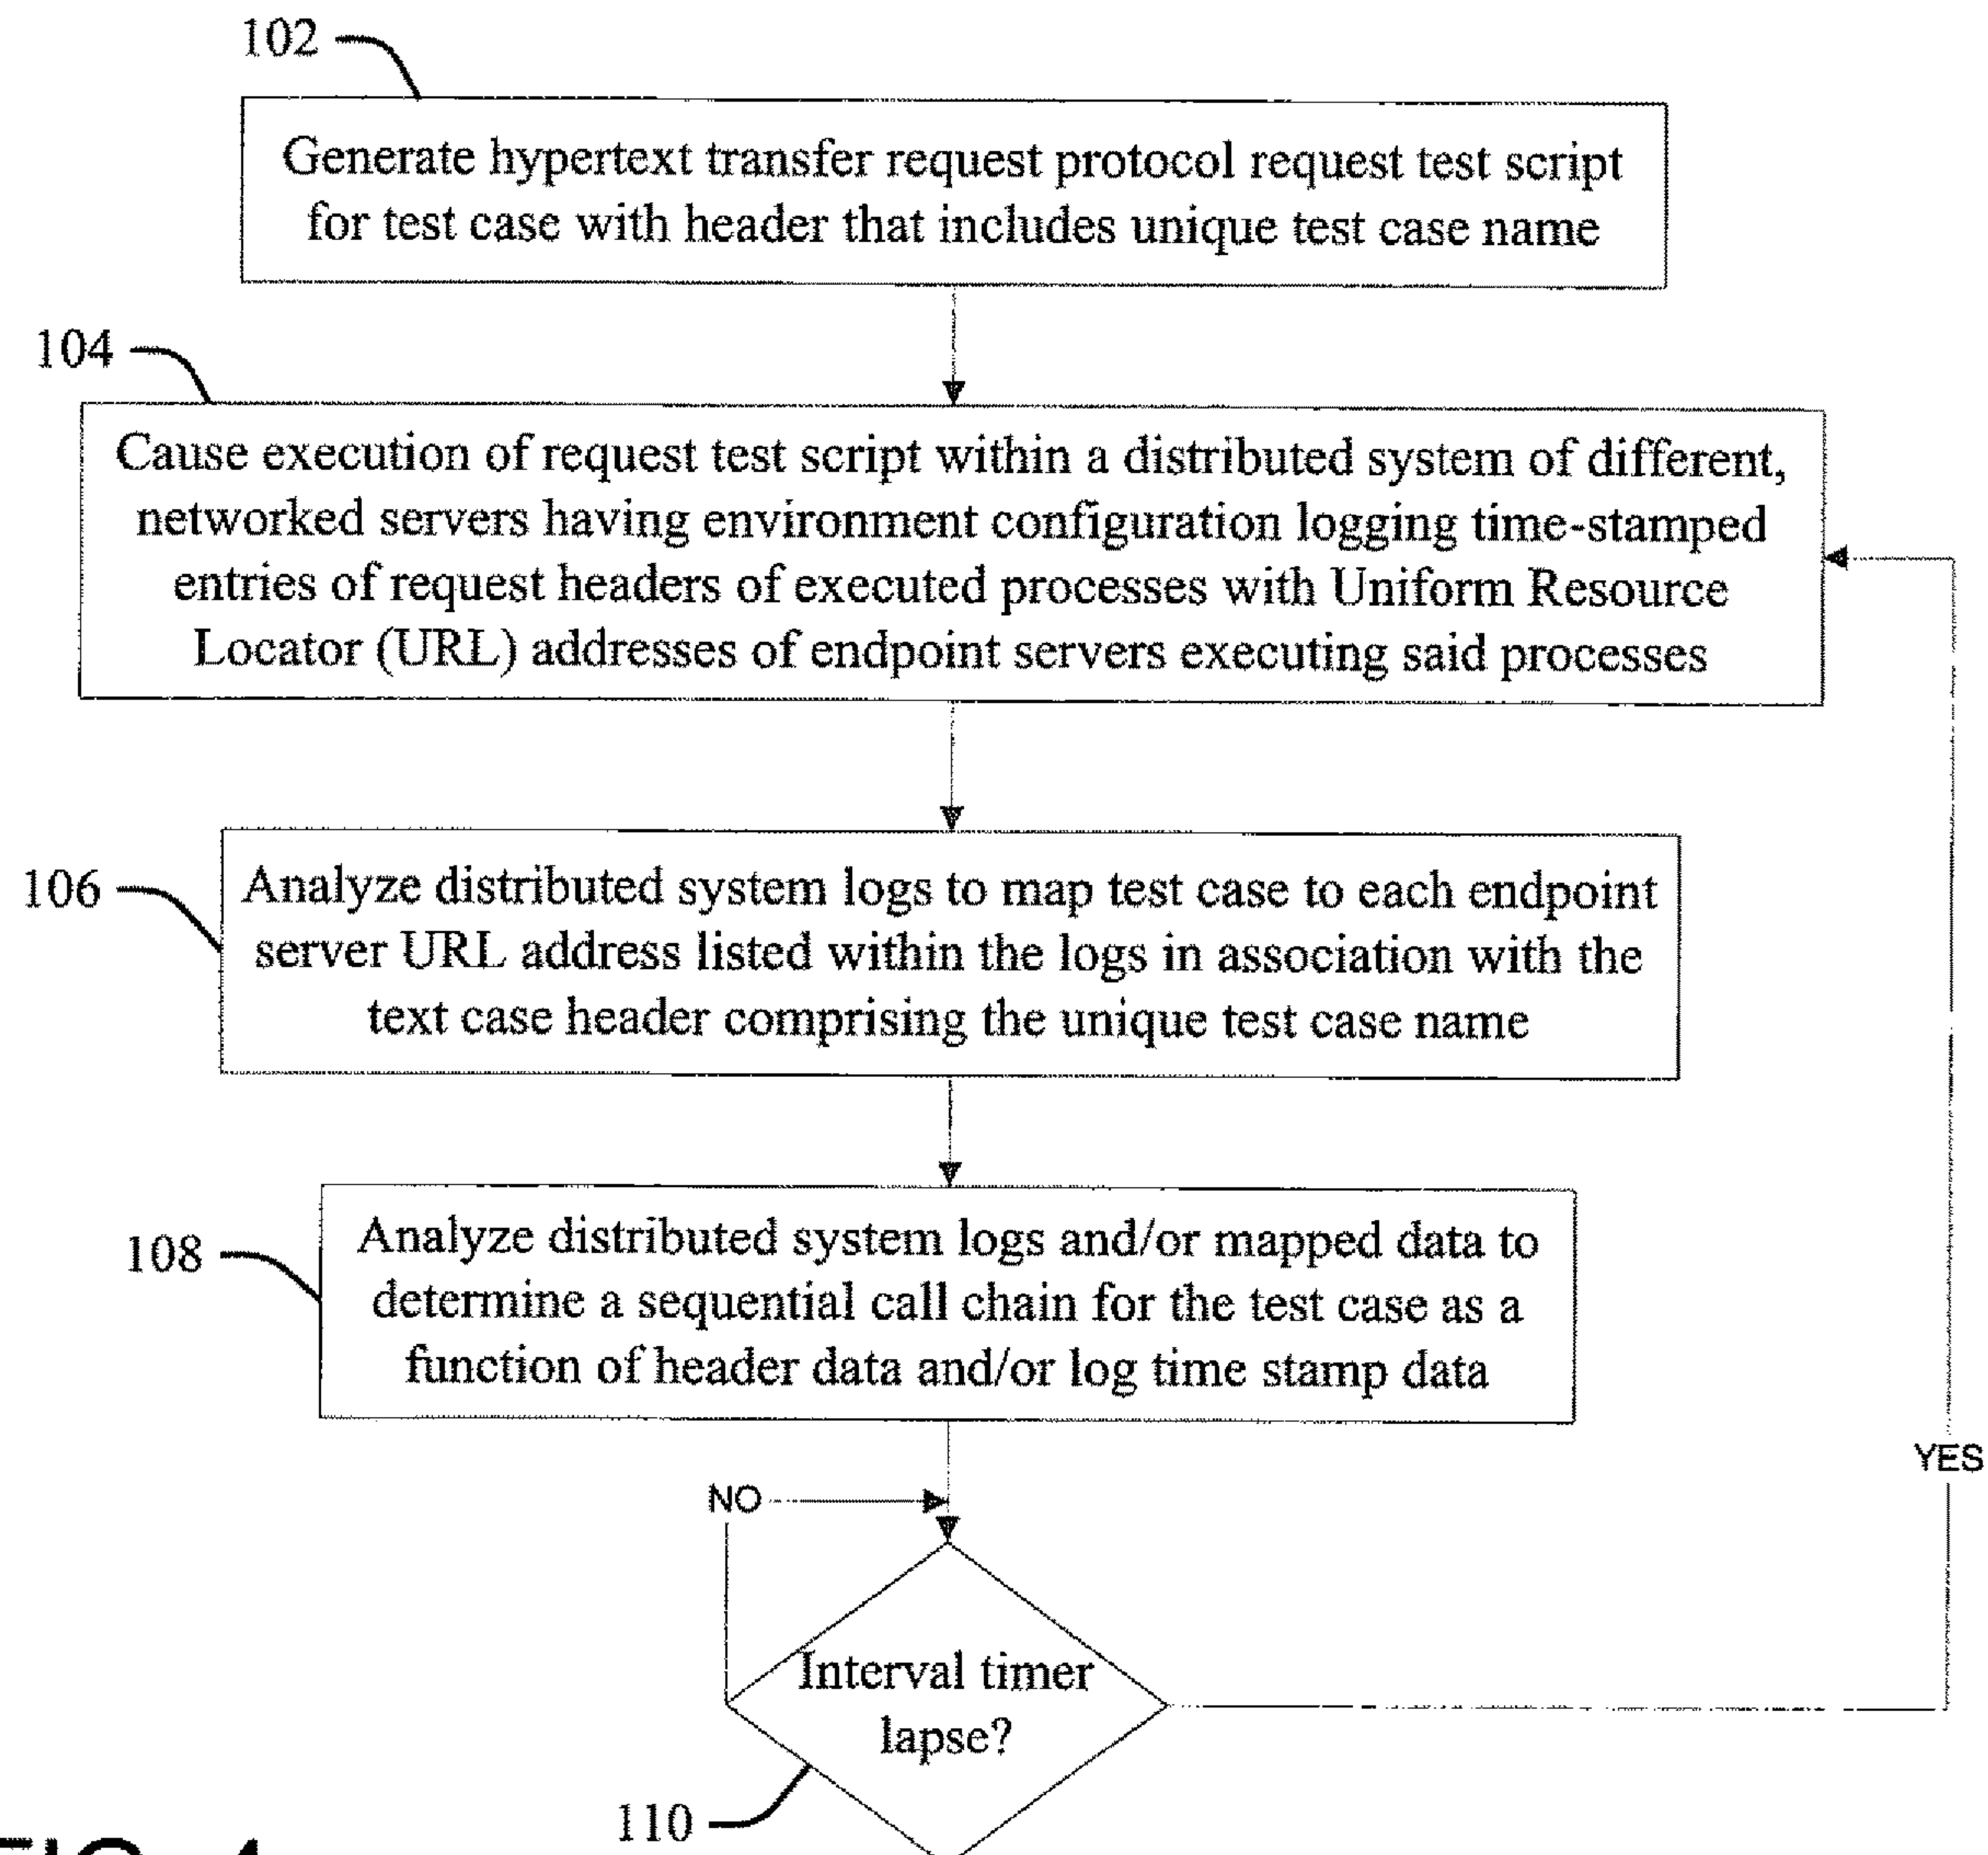 102
Generate hypertext transfer request protocol request test script
for test case with header that includes unique test case name
104
Cause execution of request test script within a distributed system of different,
networked servers having environment configuration logging time-stamped
entries of request headers of executed processes with Uniform Resource
Locator (URL) addresses of endpoint servers executing said processes
106
Analyze distributed system logs to map test case to each endpoint
server URL address listed within the logs in association with the
text case header comprising the unique test case name
108
Analyze distributed system logs and/or mapped data to
determine a sequential call chain for the test case as a
function of header data and/or log time stamp data
YES
NO
Interval timer
lapse?
110